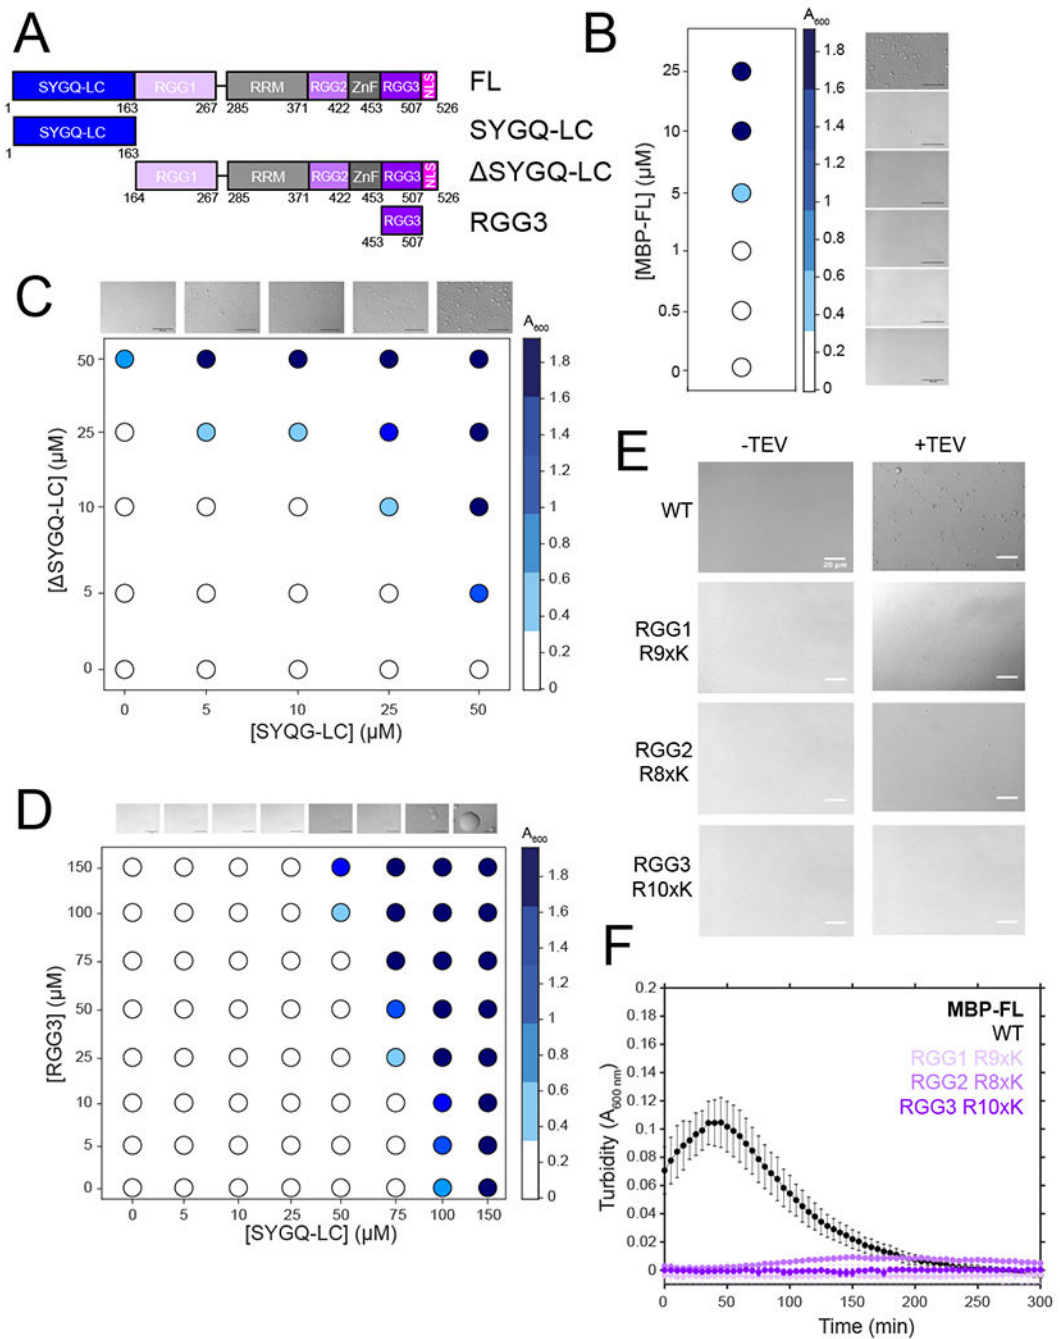 A
SYGQ-LC RGG1 RRM RGG2 ZnF RGG3 NLS FL
1 163 267 285 371 422 453 507 526
SYGQ-LC SYGQ-LC
1 163
RGG1 RRM RGG2 ZnF RGG3 NLS ΔSYGQ-LC
164 267 285 371 422 453 507 526
RGG3 RGG3
453 507
B
A600
[MBP-FL] (µM)
25
10
5
1
0.5
0
1.8
1.6
1.4
1.2
1
0.8
0.6
0.4
0.2
0
C
A600
[ΔSYGQ-LC] (µM)
50
25
10
5
0
0 5 10 25 50
[SYQG-LC] (µM)
1.8
1.6
1.4
1.2
1
0.8
0.6
0.4
0.2
0
D
A600
[RGG3] (µM)
150
100
75
50
25
10
5
0
0 5 10 25 50 75 100 150
[SYGQ-LC] (µM)
1.8
1.6
1.4
1.2
1
0.8
0.6
0.4
0.2
0
E
-TEV +TEV
WT
20 µm
RGG1
R9xK
RGG2
R8xK
RGG3
R10xK
F
Turbidity (A600 nm)
0.2
0.18
0.16
0.14
0.12
0.1
0.08
0.06
0.04
0.02
0
MBP-FL
WT
RGG1 R9xK
RGG2 R8xK
RGG3 R10xK
0 50 100 150 200 250 300
Time (min)